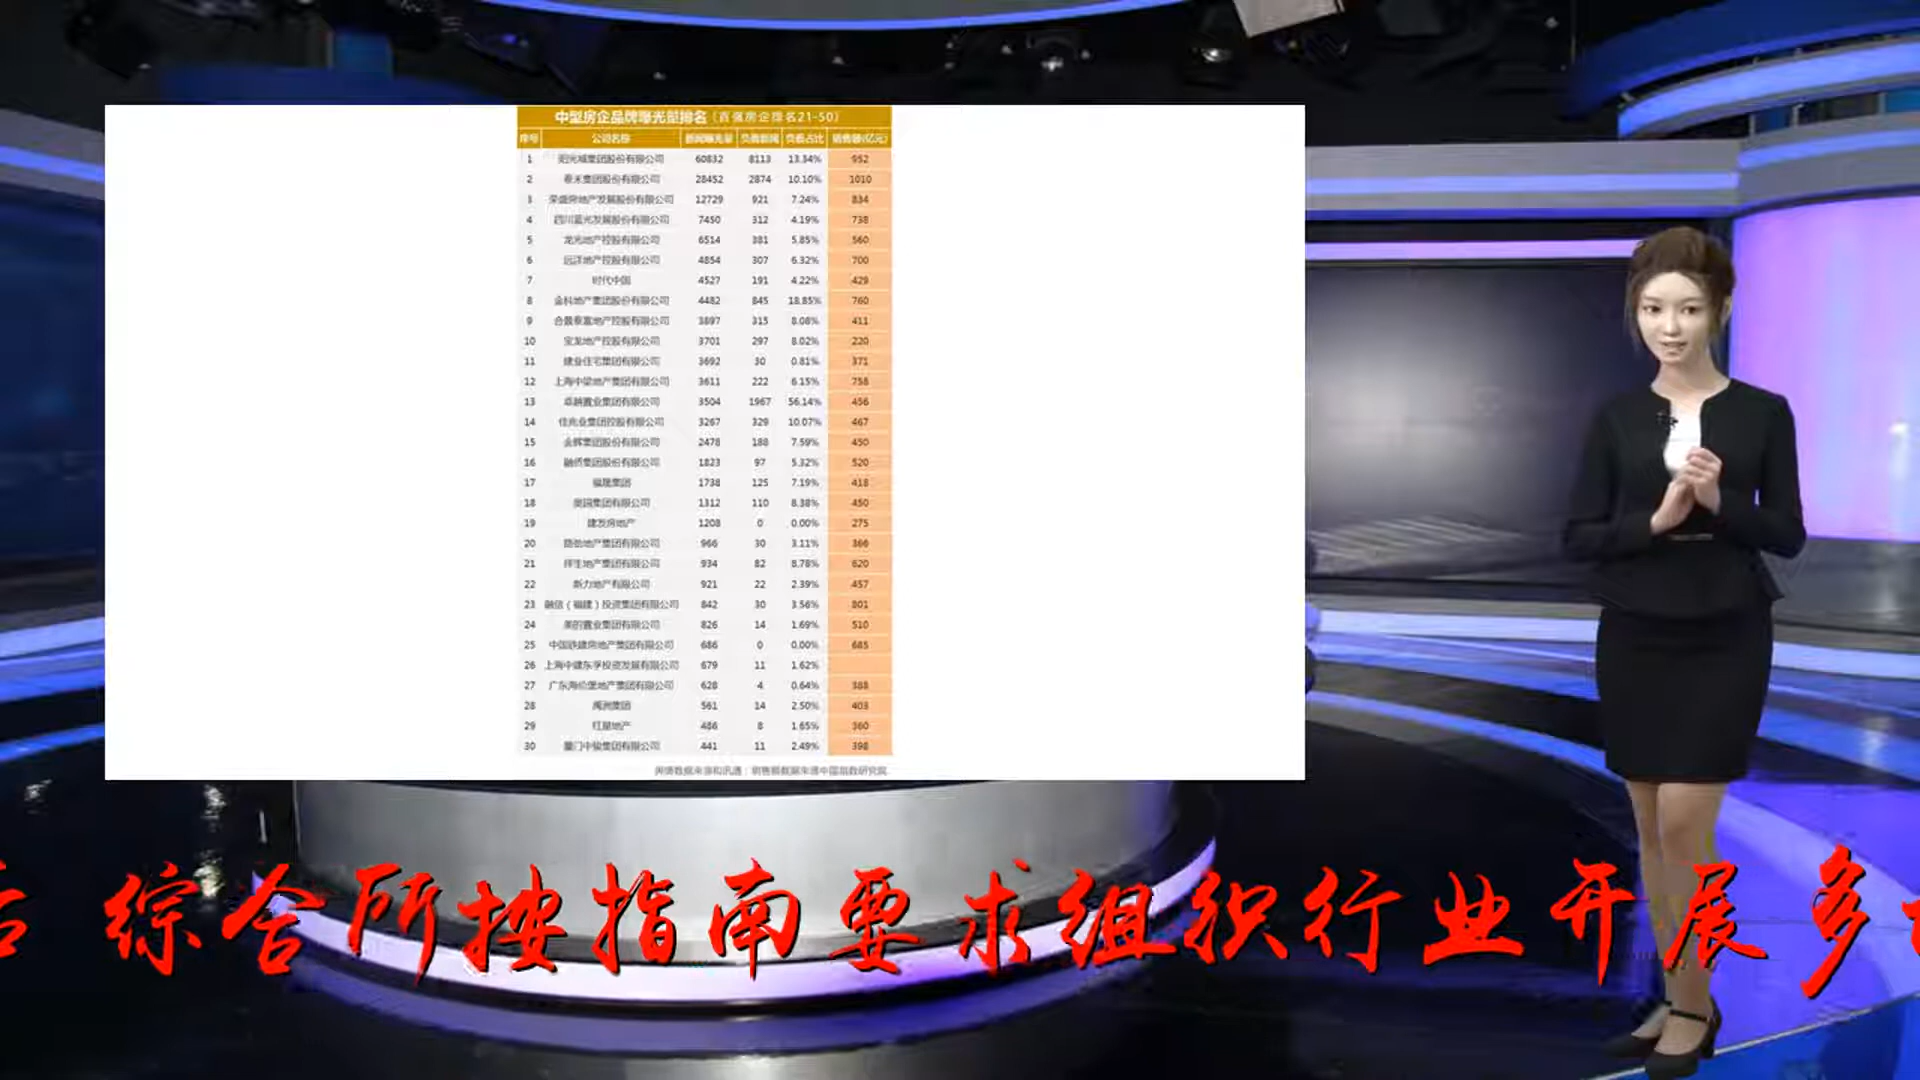 中型房企品牌曝光量排名（百强房企排名21-50）
序号 公司名称 新闻曝光量 负面新闻 负面占比 销售额(亿元)
1 阳光城集团股份有限公司 60832 8113 13.34% 952
2 泰禾集团股份有限公司 28452 2874 10.10% 1010
3 荣盛房地产发展股份有限公司 12729 921 7.24% 834
4 四川蓝光发展股份有限公司 7450 312 4.19% 738
5 龙光地产控股有限公司 6514 381 5.85% 560
6 远洋地产控股有限公司 4854 307 6.32% 700
7 时代中国 4527 191 4.22% 429
8 金科地产集团股份有限公司 4482 845 18.85% 760
9 合景泰富地产控股有限公司 3897 315 8.08% 411
10 宝龙地产控股有限公司 3701 297 8.02% 220
11 建业住宅集团有限公司 3692 30 0.81% 371
12 上海中梁地产集团有限公司 3611 222 6.15% 758
13 卓越置业集团有限公司 3504 1967 56.14% 456
14 佳兆业集团控股有限公司 3267 329 10.07% 467
15 金辉集团股份有限公司 2478 188 7.59% 450
16 融侨集团股份有限公司 1823 97 5.32% 520
17 福晟集团 1738 125 7.19% 418
18 奥园集团有限公司 1312 110 8.38% 450
19 建发房地产 1208 0 0.00% 275
20 路劲地产集团有限公司 966 30 3.11% 366
21 祥生地产集团有限公司 934 82 8.78% 620
22 新力地产有限公司 921 22 2.39% 457
23 融信（福建）投资集团有限公司 842 30 3.56% 801
24 美的置业集团有限公司 826 14 1.69% 510
25 中国铁建房地产集团有限公司 686 0 0.00% 685
26 上海中建东孚投资发展有限公司 679 11 1.62%
27 广东海伦堡地产集团有限公司 628 4 0.64% 388
28 禹洲集团 561 14 2.50% 403
29 红星地产 486 8 1.65% 360
30 厦门中骏集团有限公司 441 11 2.49% 398
舆情数据来源和讯通；销售额数据来源中国指数研究院
综合所按指南要求组织行业开展多